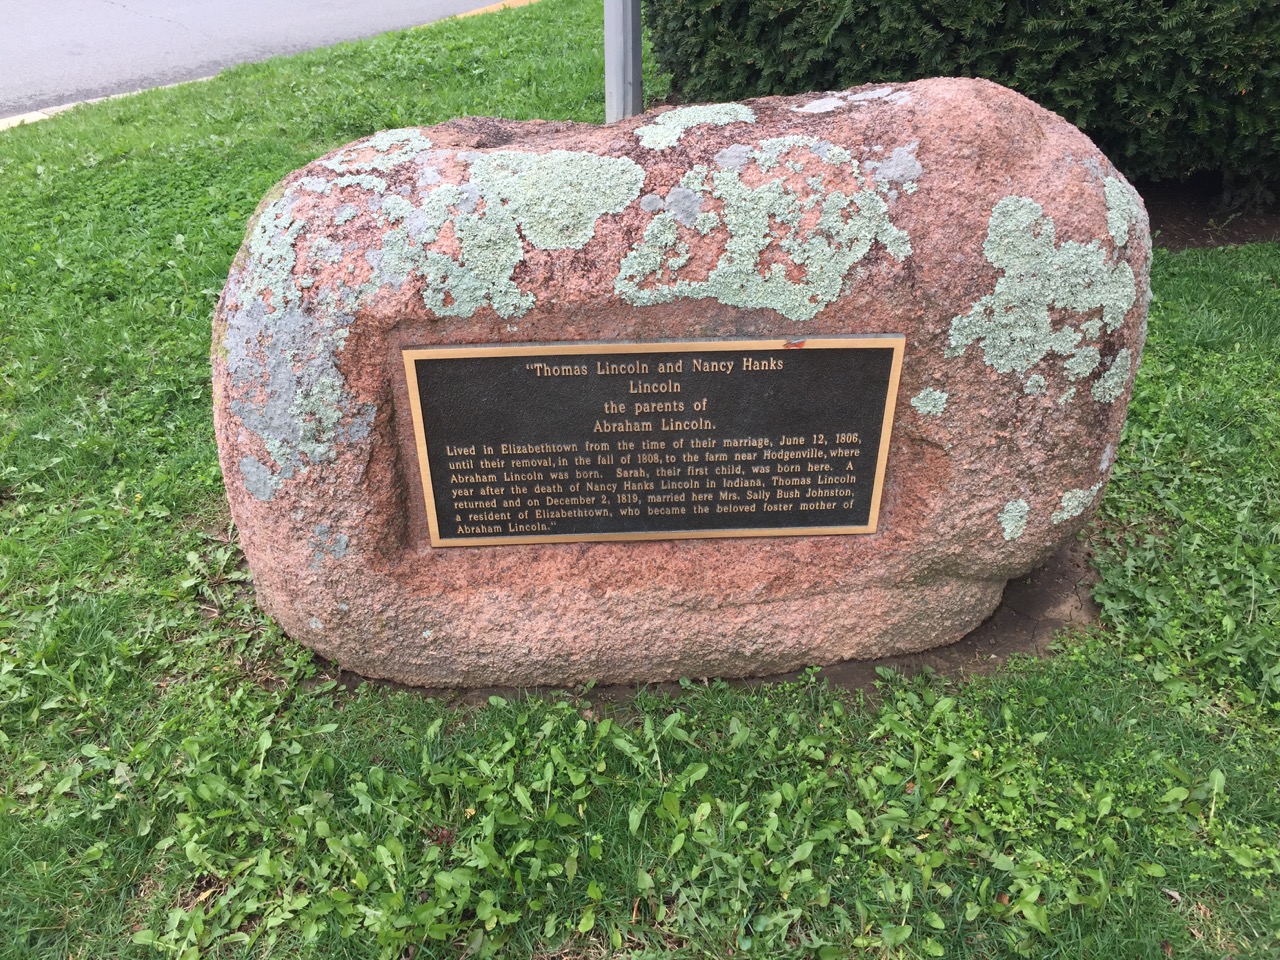 "Thomas Lincoln and Nancy Hanks
Lincoln
the parents of
Abraham Lincoln.
Lived in Elizabethtown from the time of their marriage, June 12, 1806,
until their removal, in the fall of 1808, to the farm near Hodgenville, where
Abraham Lincoln was born. Sarah, their first child, was born here. A
year after the death of Nancy Hanks Lincoln in Indiana, Thomas Lincoln
returned and on December 2, 1819, married here Mrs. Sally Bush Johnston,
a resident of Elizabethtown, who became the beloved foster mother of
Abraham Lincoln."